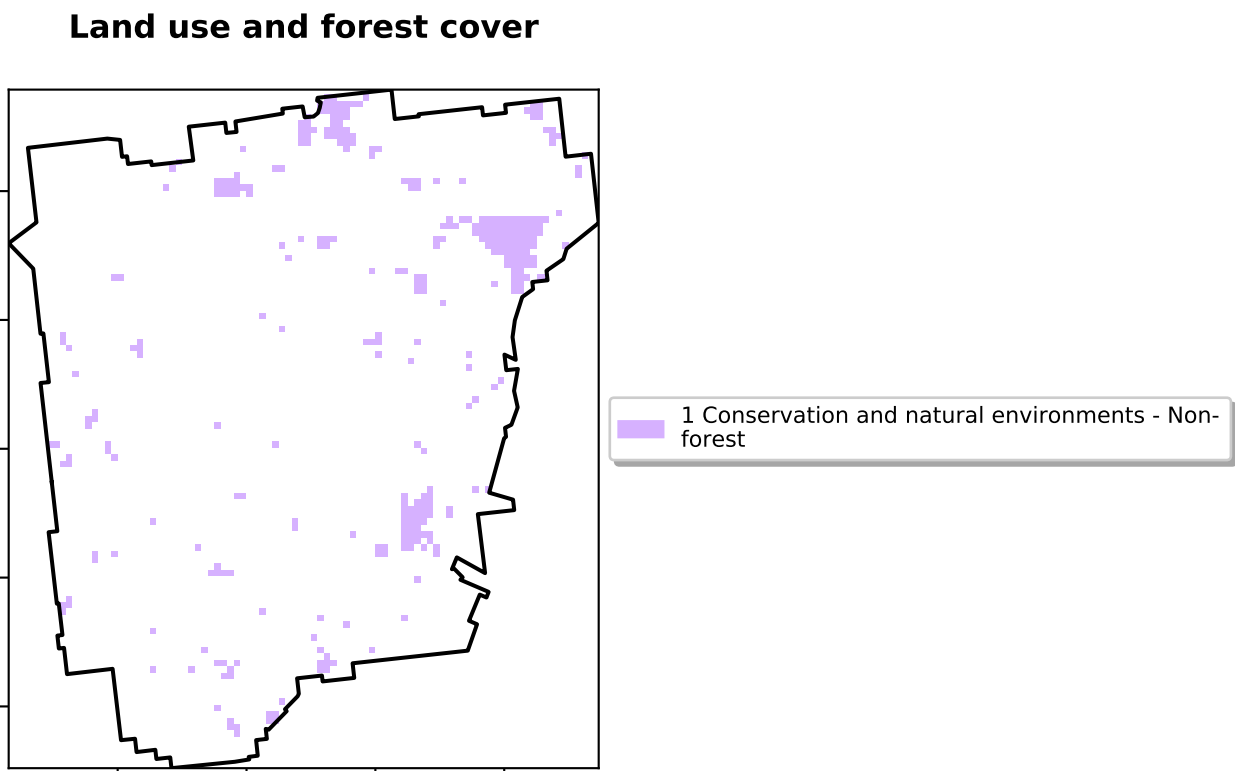 Land use and forest cover
1 Conservation and natural environments - Non-
forest